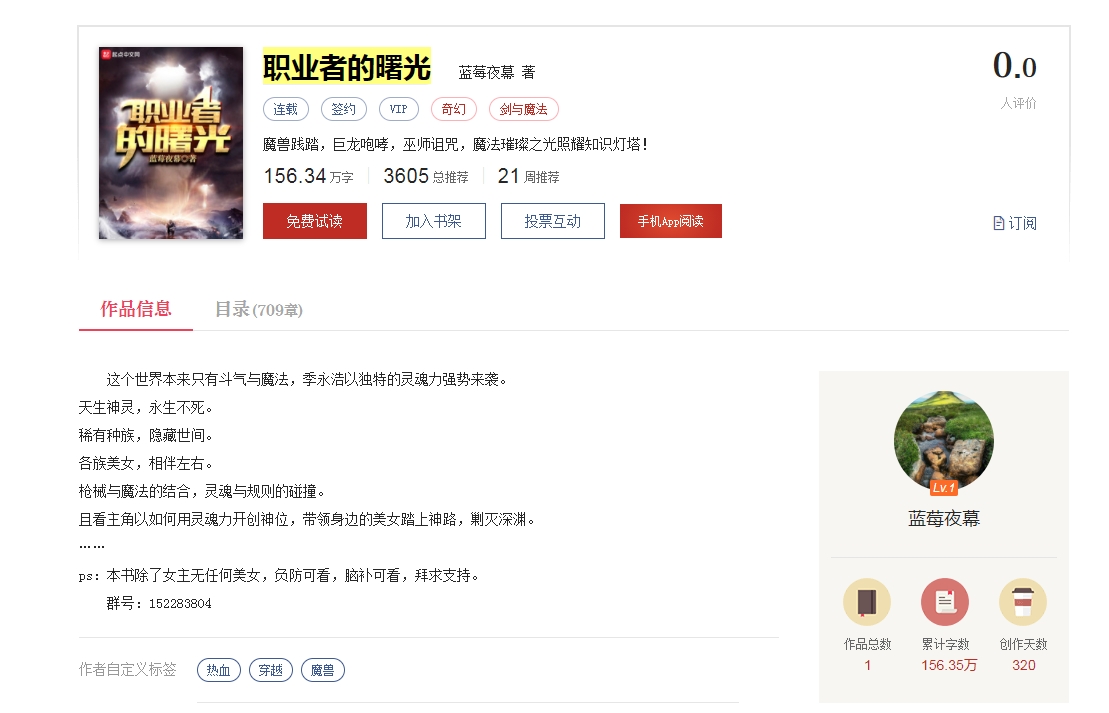 起点中文网
职业者
的曙光
蓝莓夜幕◎著
职业者的曙光 蓝莓夜幕 著
连载 签约 VIP 奇幻 剑与魔法
魔兽践踏，巨龙咆哮，巫师诅咒，魔法璀璨之光照耀知识灯塔！
156.34万字 3605总推荐 21周推荐
免费试读 加入书架 投票互动 手机App阅读
0.0
人评价
订阅
作品信息 目录(709章)
这个世界本来只有斗气与魔法，季永浩以独特的灵魂力强势来袭。
天生神灵，永生不死。
稀有种族，隐藏世间。
各族美女，相伴左右。
枪械与魔法的结合，灵魂与规则的碰撞。
且看主角以如何用灵魂力开创神位，带领身边的美女踏上神路，剿灭深渊。
……
ps：本书除了女主无任何美女，负防可看，脑补可看，拜求支持。
群号：152283804
作者自定义标签 热血 穿越 魔兽
Lv.1
蓝莓夜幕
作品总数 累计字数 创作天数
1 156.35万 320